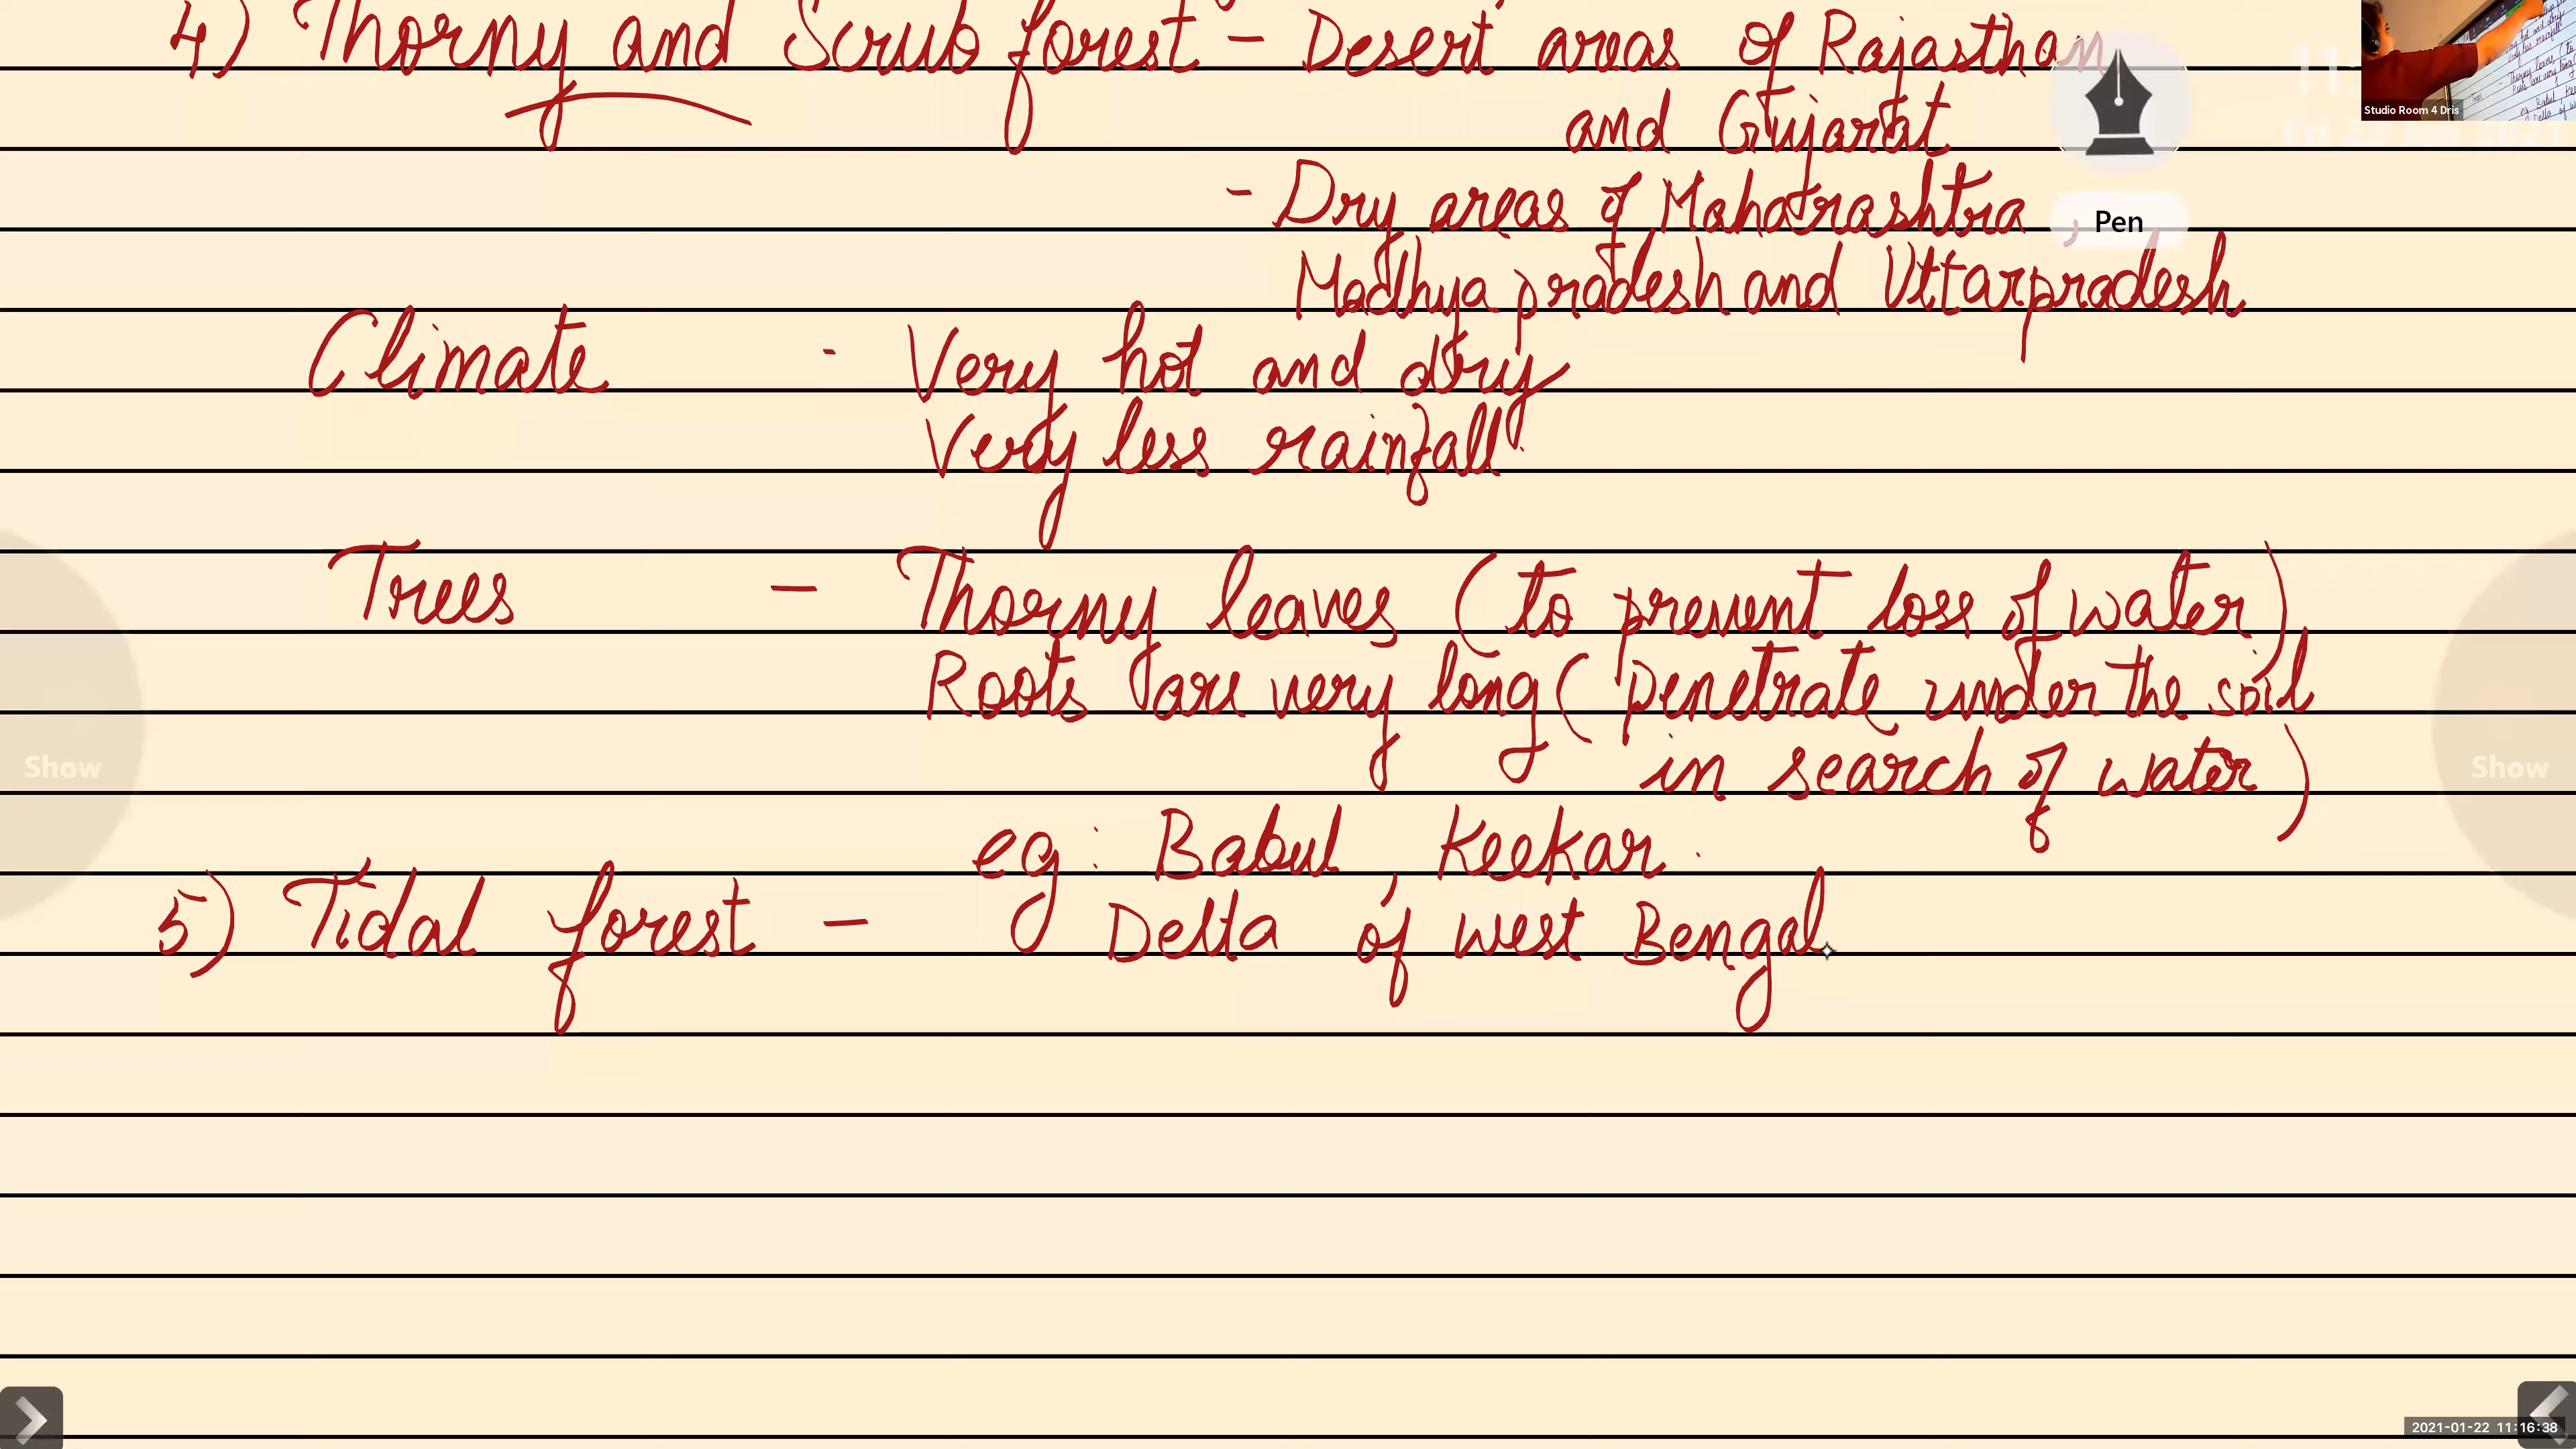 4) Thorny and Scrub forest - Desert areas of Rajasthan
and Gujarat
- Dry areas of Maharashtra ,
Madhya pradesh and Uttarpradesh
Climate - Very hot and dry
Very less rainfall
Trees - Thorny leaves (to prevent loss of water)
Roots are very long (penetrate under the soil
in search of water)
eg: Babul, Keekar.
5) Tidal forest - Delta of west Bengal
Pen
Studio Room 4 Dris
Show
Show
2021-01-22 11:16:38